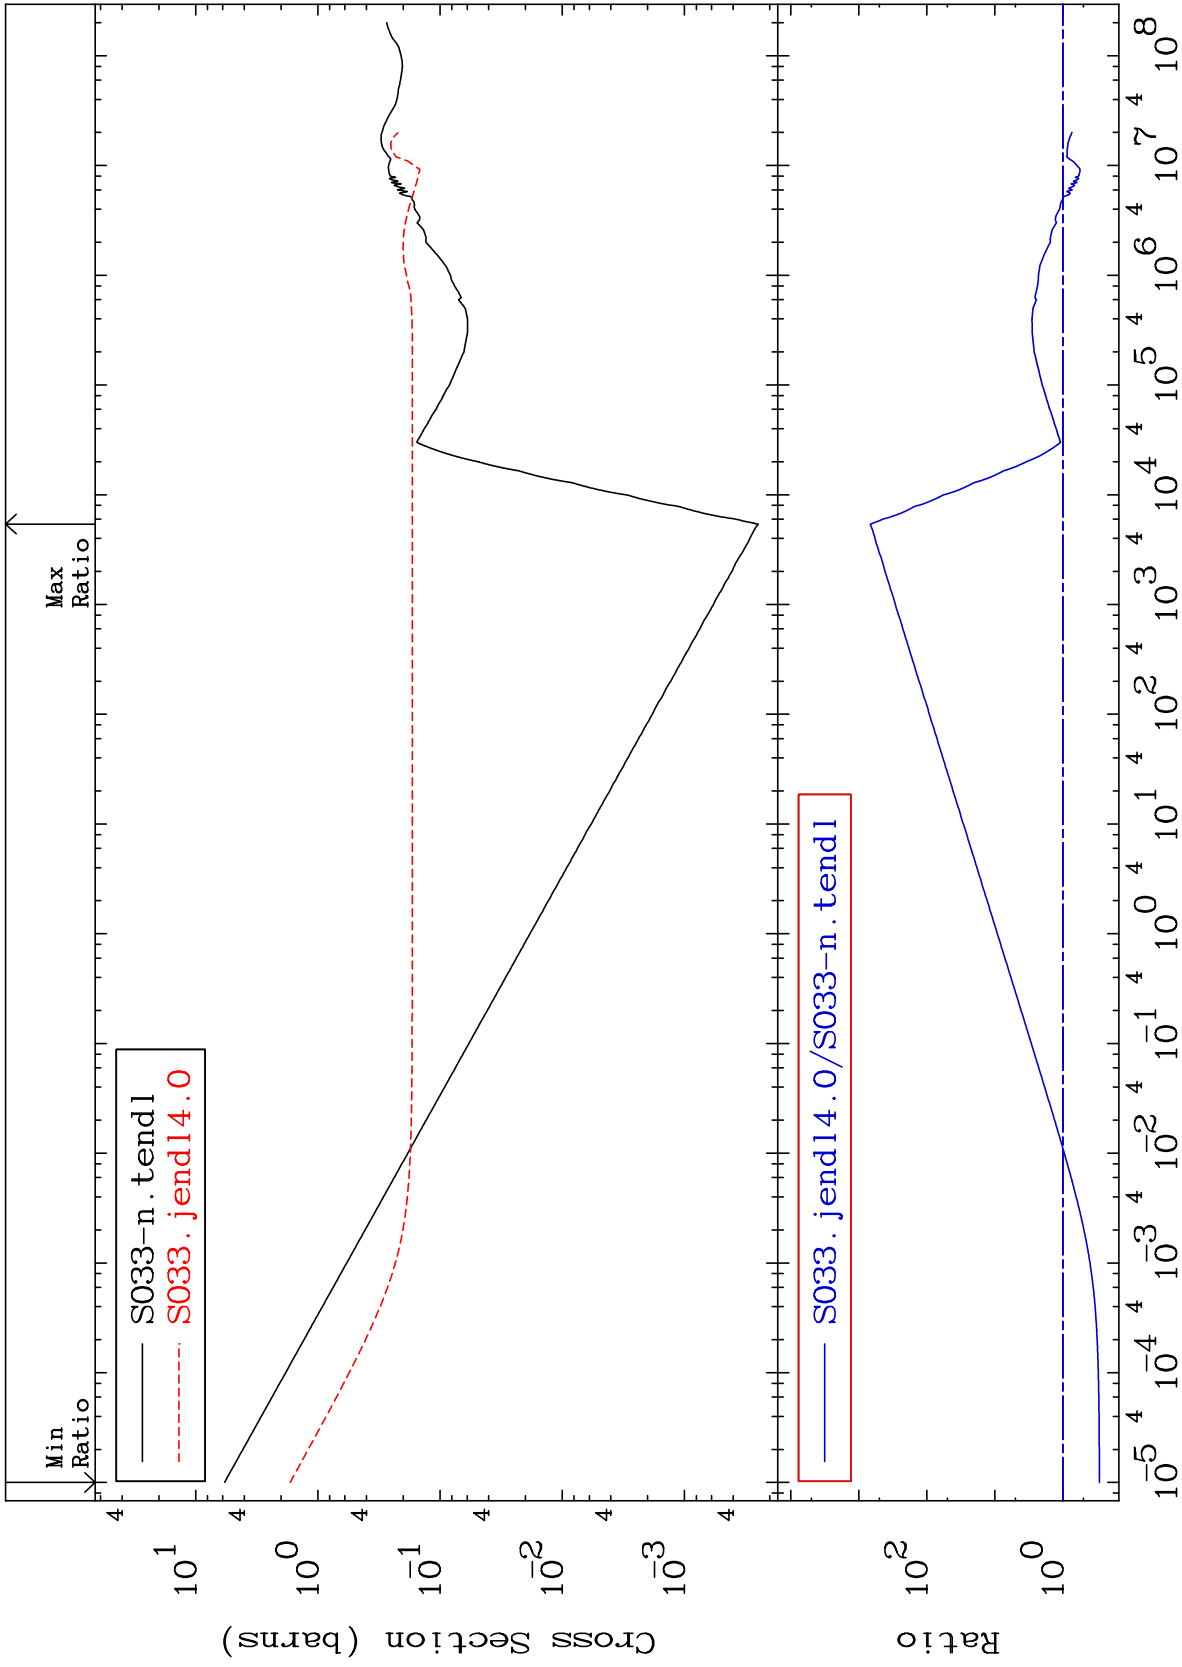 Min
Ratio
Max
Ratio
S033-n.tendl
S033.jendl4.0
4
10^1
4
10^0
4
10^-1
4
10^-2
4
10^-3
Cross Section (barns)
S033.jendl4.0/S033-n.tendl
10^2
10^0
Ratio
10^-5 4 10^-4 4 10^-3 4 10^-2 4 10^-1 4 10^0 4 10^1 4 10^2 4 10^3 4 10^4 4 10^5 4 10^6 4 10^7 4 10^8